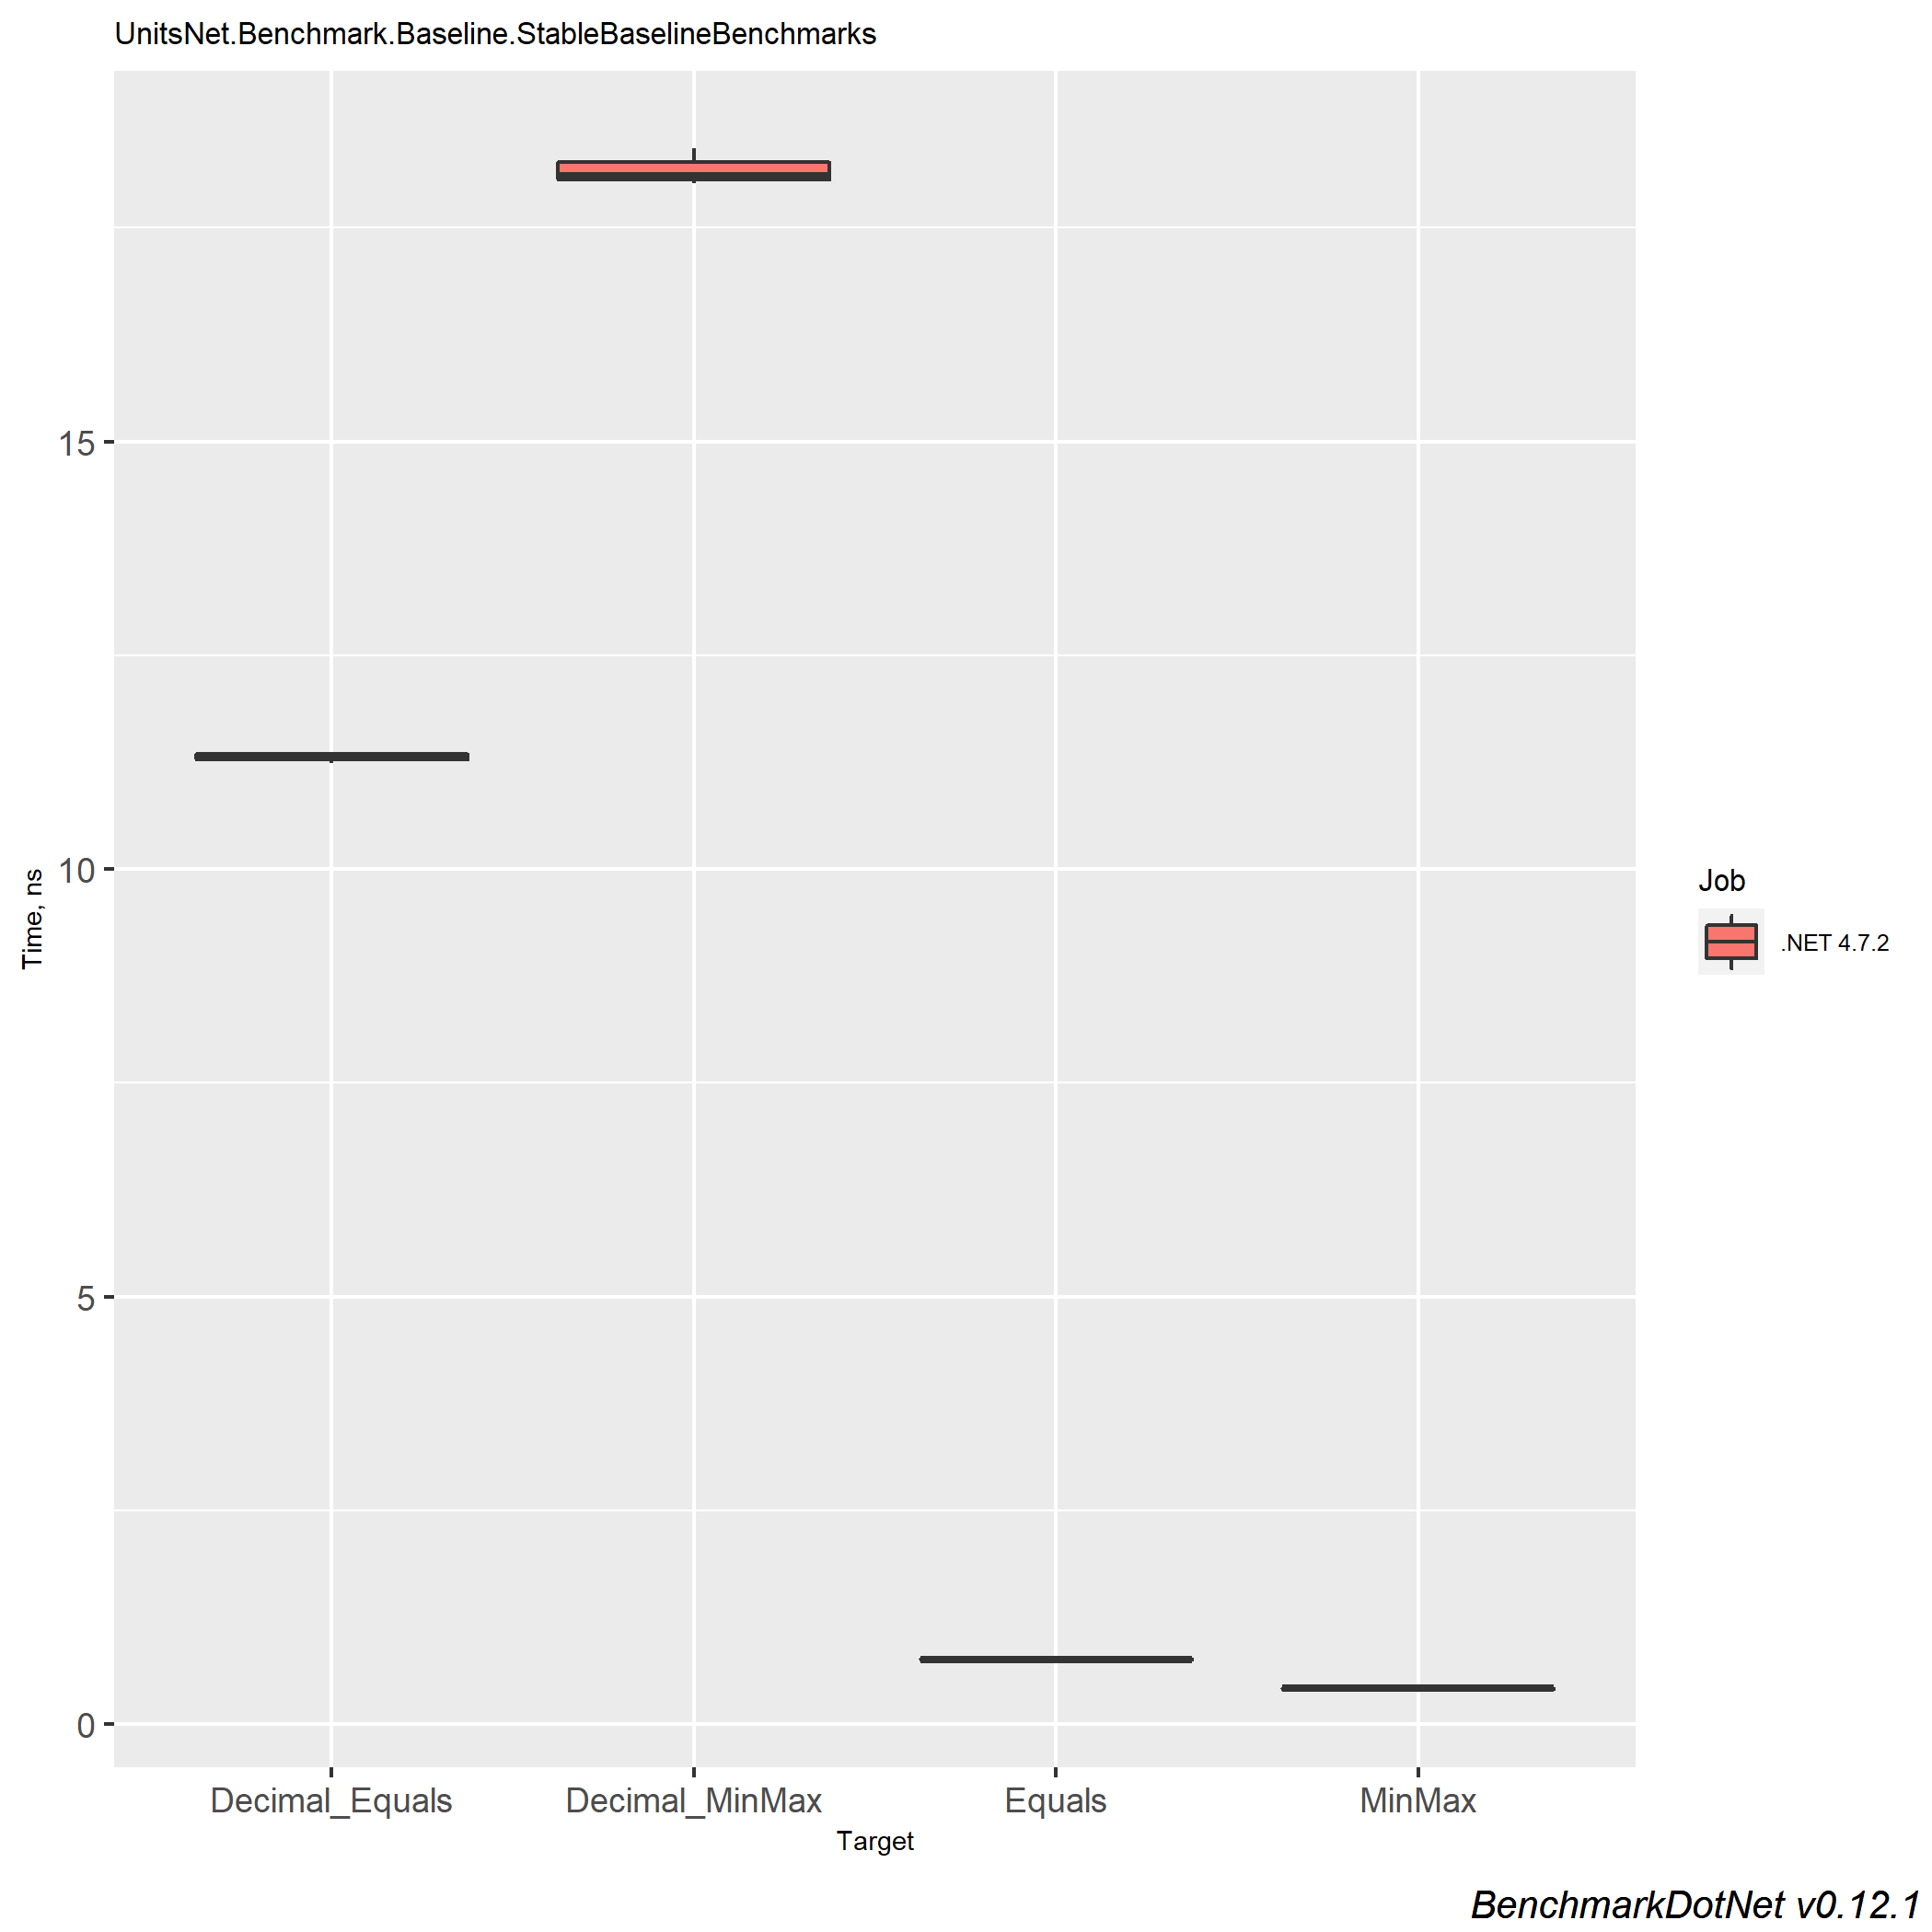 UnitsNet.Benchmark.Baseline.StableBaselineBenchmarks
15
10
5
0
Time, ns
Decimal_Equals Decimal_MinMax Equals MinMax
Target
Job
.NET 4.7.2
BenchmarkDotNet v0.12.1